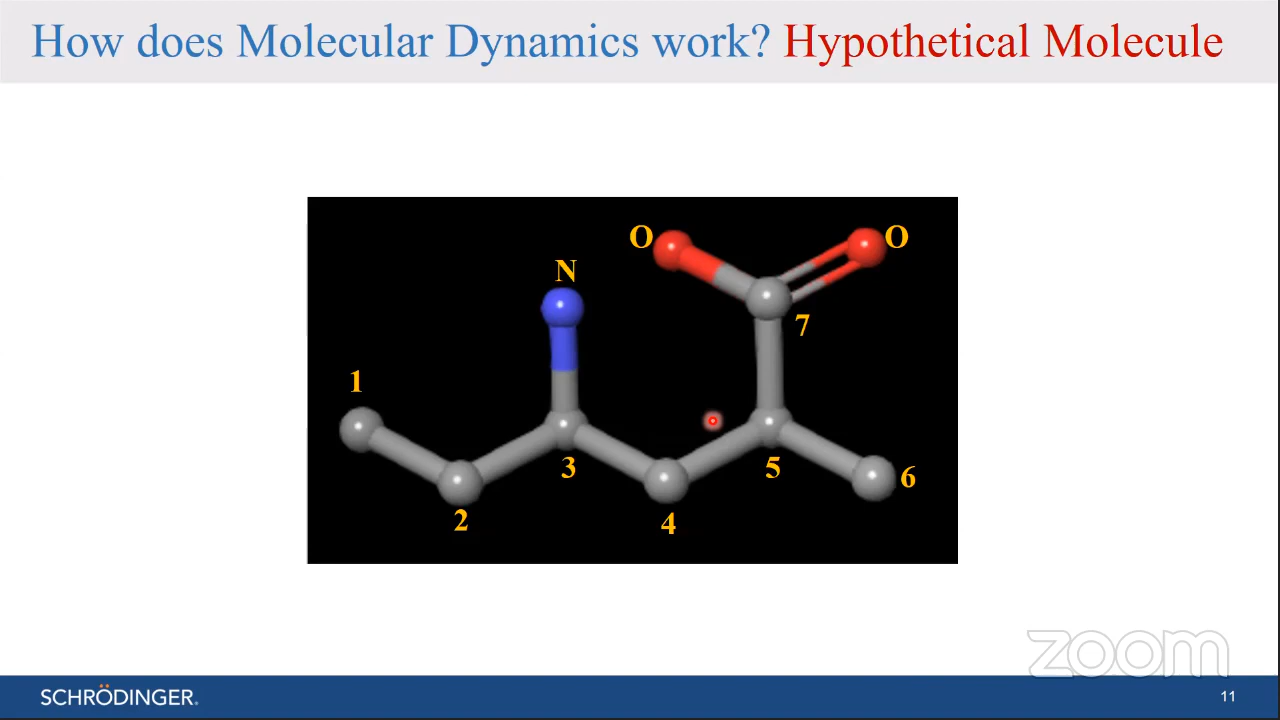 How does Molecular Dynamics work? Hypothetical Molecule
O
O
N
7
1
3
5
6
2
4
zoom
SCHRÖDINGER.
11